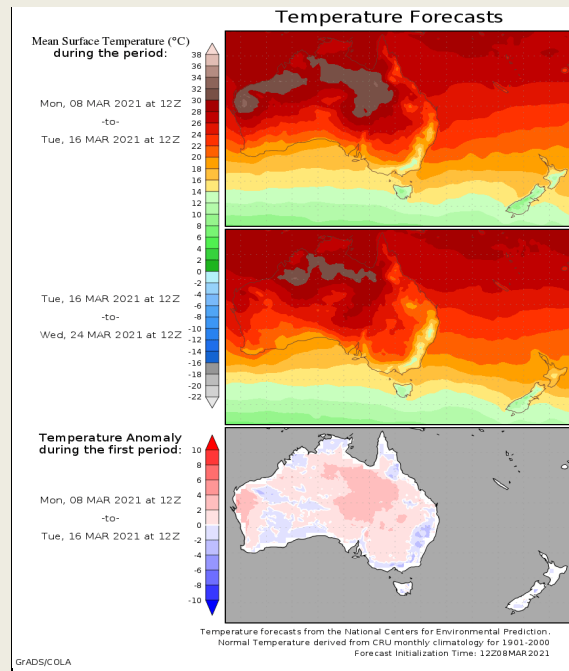 Temperature Forecasts
Mean Surface Temperature (°C)
during the period:
Mon, 08 MAR 2021 at 12Z
-to-
Tue, 16 MAR 2021 at 12Z
38
36
34
32
30
28
26
24
22
20
18
16
14
12
10
8
6
4
2
0
-2
-4
-6
-8
-10
-12
-14
-16
-18
-20
-22
Tue, 16 MAR 2021 at 12Z
-to-
Wed, 24 MAR 2021 at 12Z
Temperature Anomaly
during the first period:
Mon, 08 MAR 2021 at 12Z
-to-
Tue, 16 MAR 2021 at 12Z
10
8
6
4
2
0
-2
-4
-6
-8
-10
Temperature forecasts from the National Centers for Environmental Prediction.
Normal Temperature derived from CRU monthly climatology for 1901-2000
Forecast Initialization Time: 12Z08MAR2021
GrADS/COLA